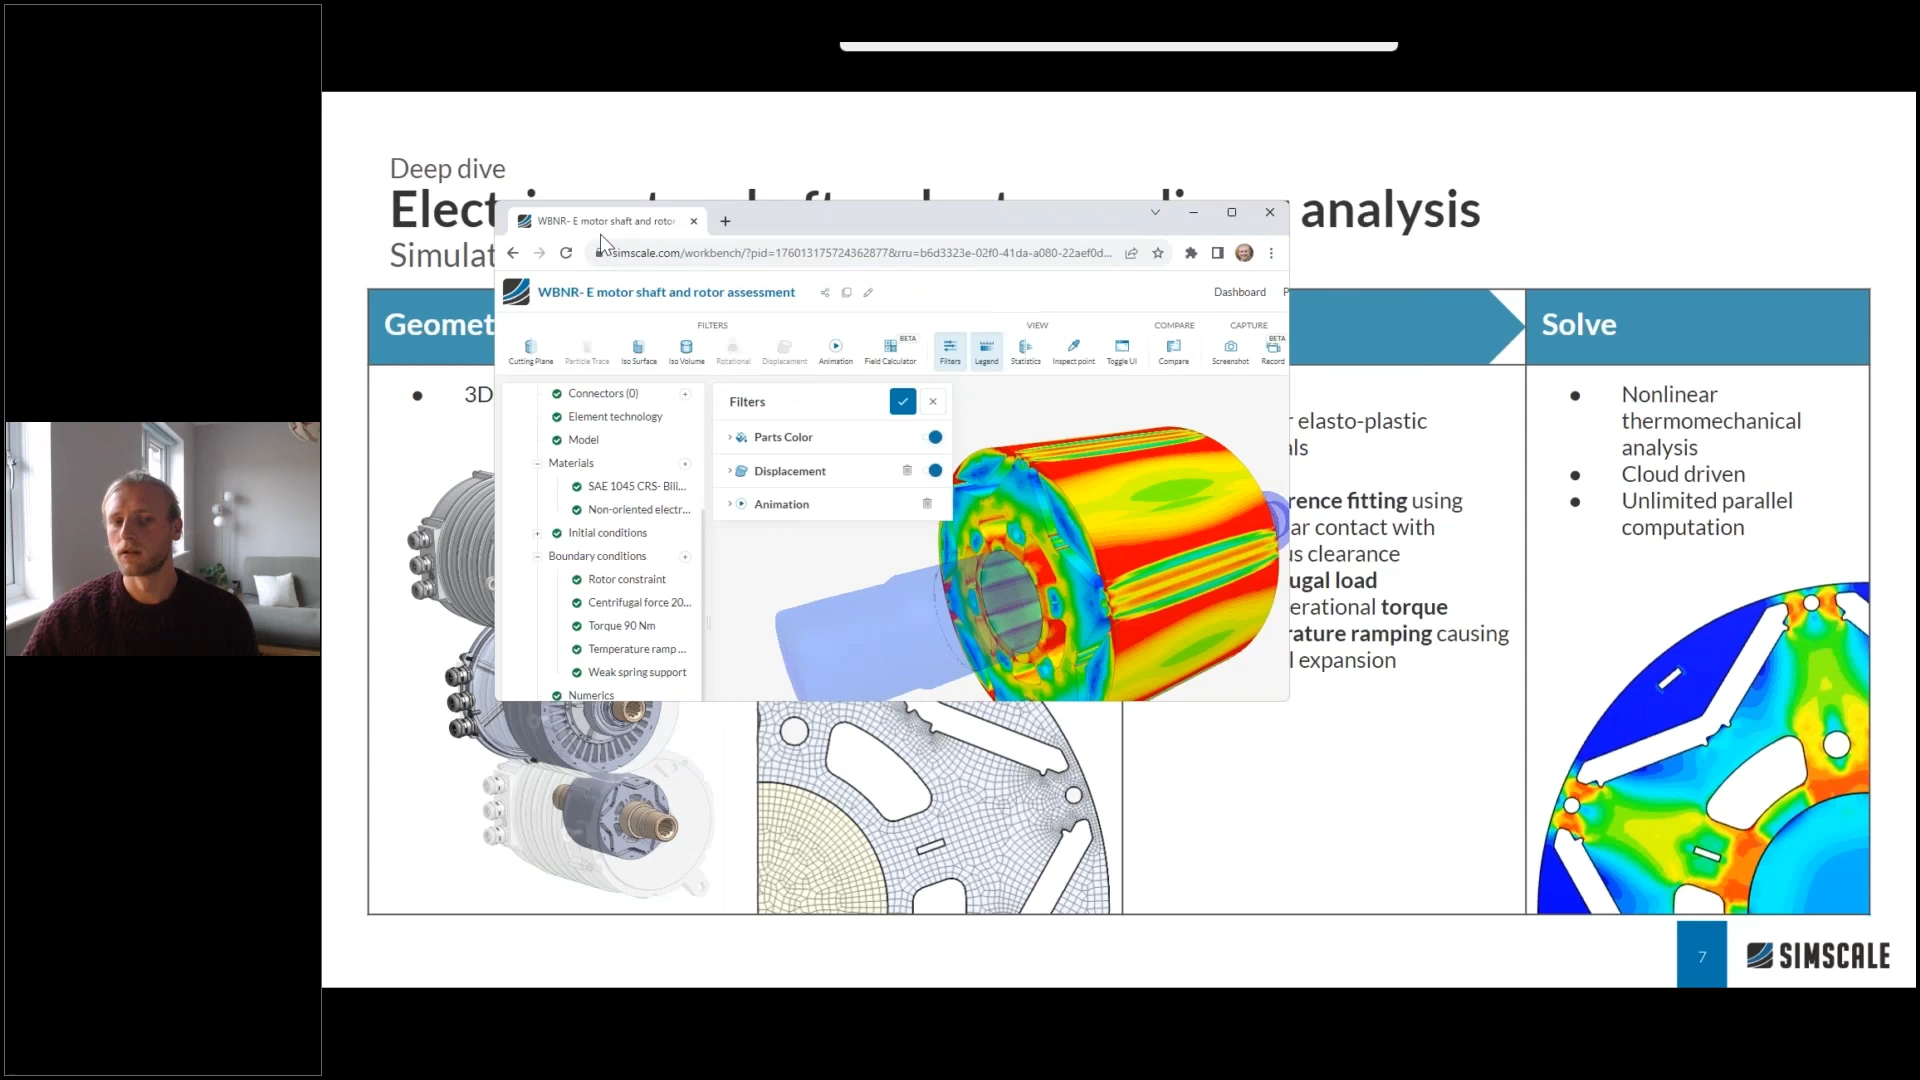 Deep dive
analysis
Simulat
Geomet
Solve
3D
Nonlinear
thermomechanical
analysis
Cloud driven
Unlimited parallel
computation
elasto-plastic
rence fitting using
ar contact with
us clearance
ugal load
erational torque
rature ramping causing
l expansion
WBNR- E motor shaft and rotor
simscale.com/workbench/?pid=1760131757243628778&rru=b6d3323e-02f0-41da-a080-22aef0d...
WBNR- E motor shaft and rotor assessment
Dashboard
FILTERS
VIEW
COMPARE
CAPTURE
BETA
BETA
Cutting Plane
Particle Trace
Iso Surface
Iso Volume
Rotational
Displacement
Animation
Field Calculator
Filters
Legend
Statistics
Inspect point
Toggle UI
Compare
Screenshot
Record
Connectors (0)
Element technology
Model
Materials
SAE 1045 CRS- Bill...
Non-oriented electr...
Initial conditions
Boundary conditions
Rotor constraint
Centrifugal force 20...
Torque 90 Nm
Temperature ramp ...
Weak spring support
Numerics
Filters
Parts Color
Displacement
Animation
7
SIMSCALE